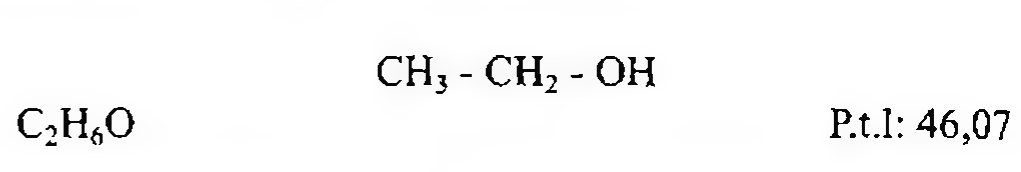 CH₃ - CH₂ - OH
C₂H₆O P.t.l: 46,07